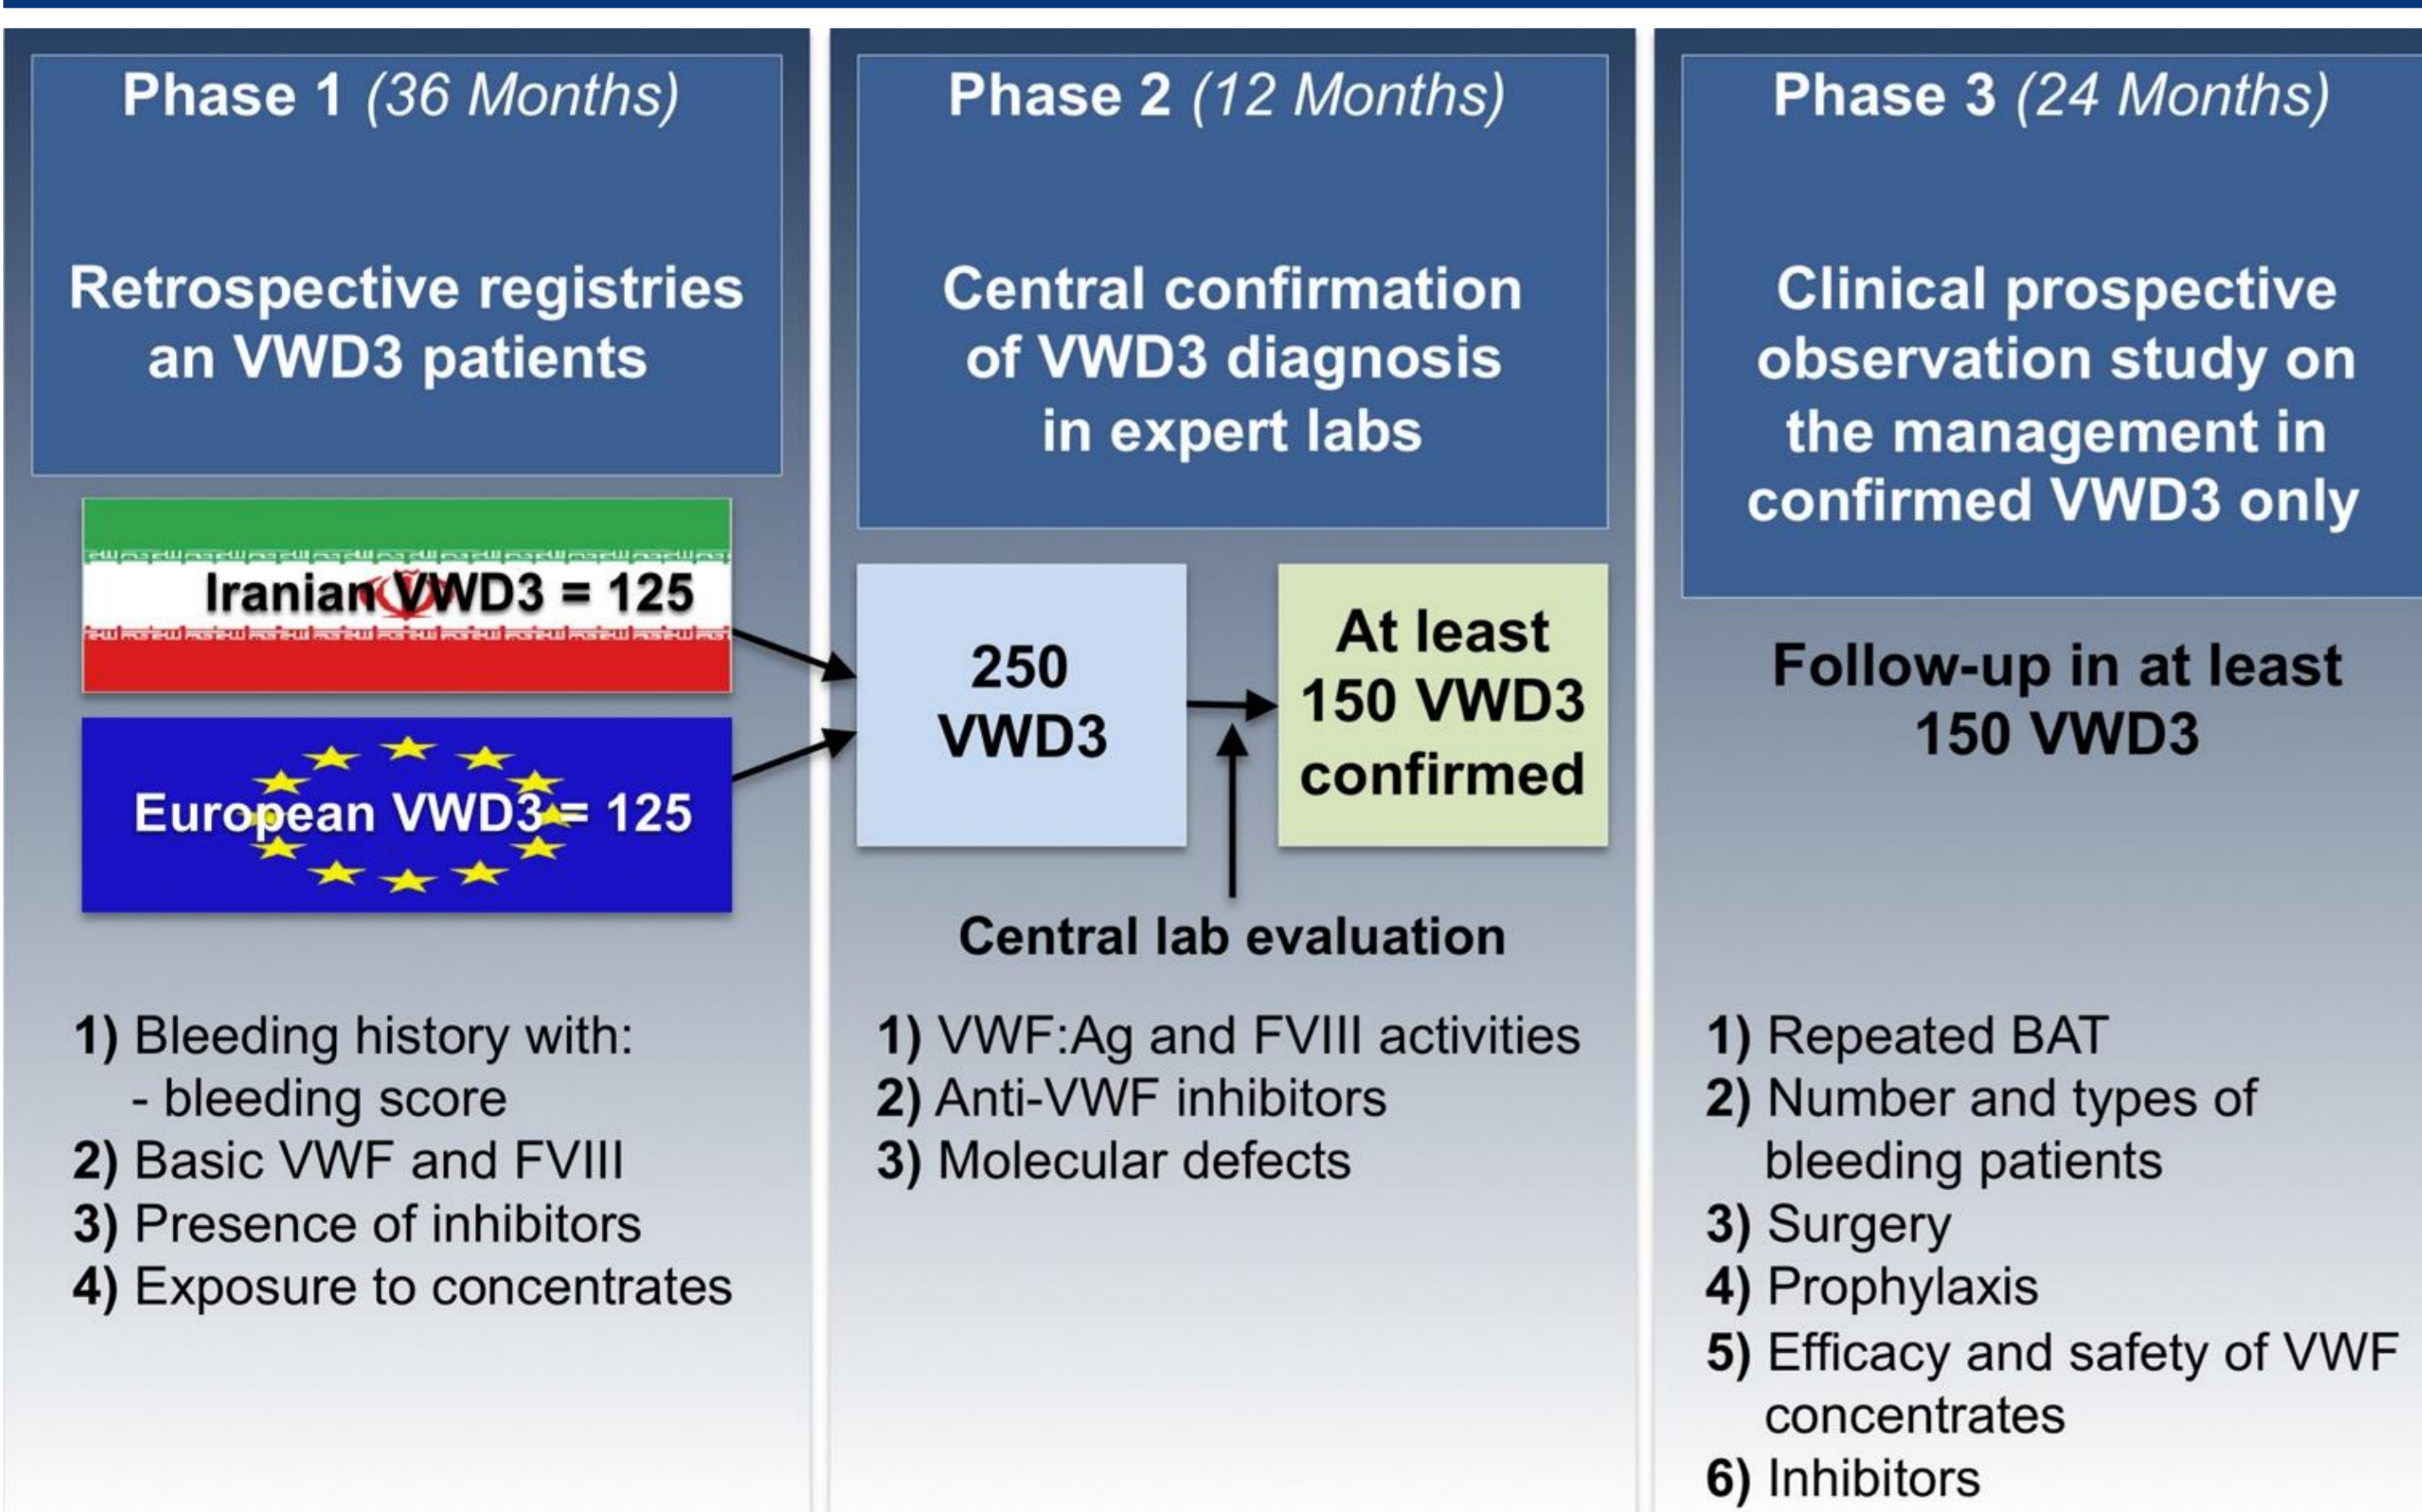 Phase 1 (36 Months)
Retrospective registries
an VWD3 patients
Iranian VWD3 = 125
European VWD3 = 125
1) Bleeding history with:
- bleeding score
2) Basic VWF and FVIII
3) Presence of inhibitors
4) Exposure to concentrates
Phase 2 (12 Months)
Central confirmation
of VWD3 diagnosis
in expert labs
250
VWD3
At least
150 VWD3
confirmed
Central lab evaluation
1) VWF:Ag and FVIII activities
2) Anti-VWF inhibitors
3) Molecular defects
Phase 3 (24 Months)
Clinical prospective
observation study on
the management in
confirmed VWD3 only
Follow-up in at least
150 VWD3
1) Repeated BAT
2) Number and types of
bleeding patients
3) Surgery
4) Prophylaxis
5) Efficacy and safety of VWF
concentrates
6) Inhibitors